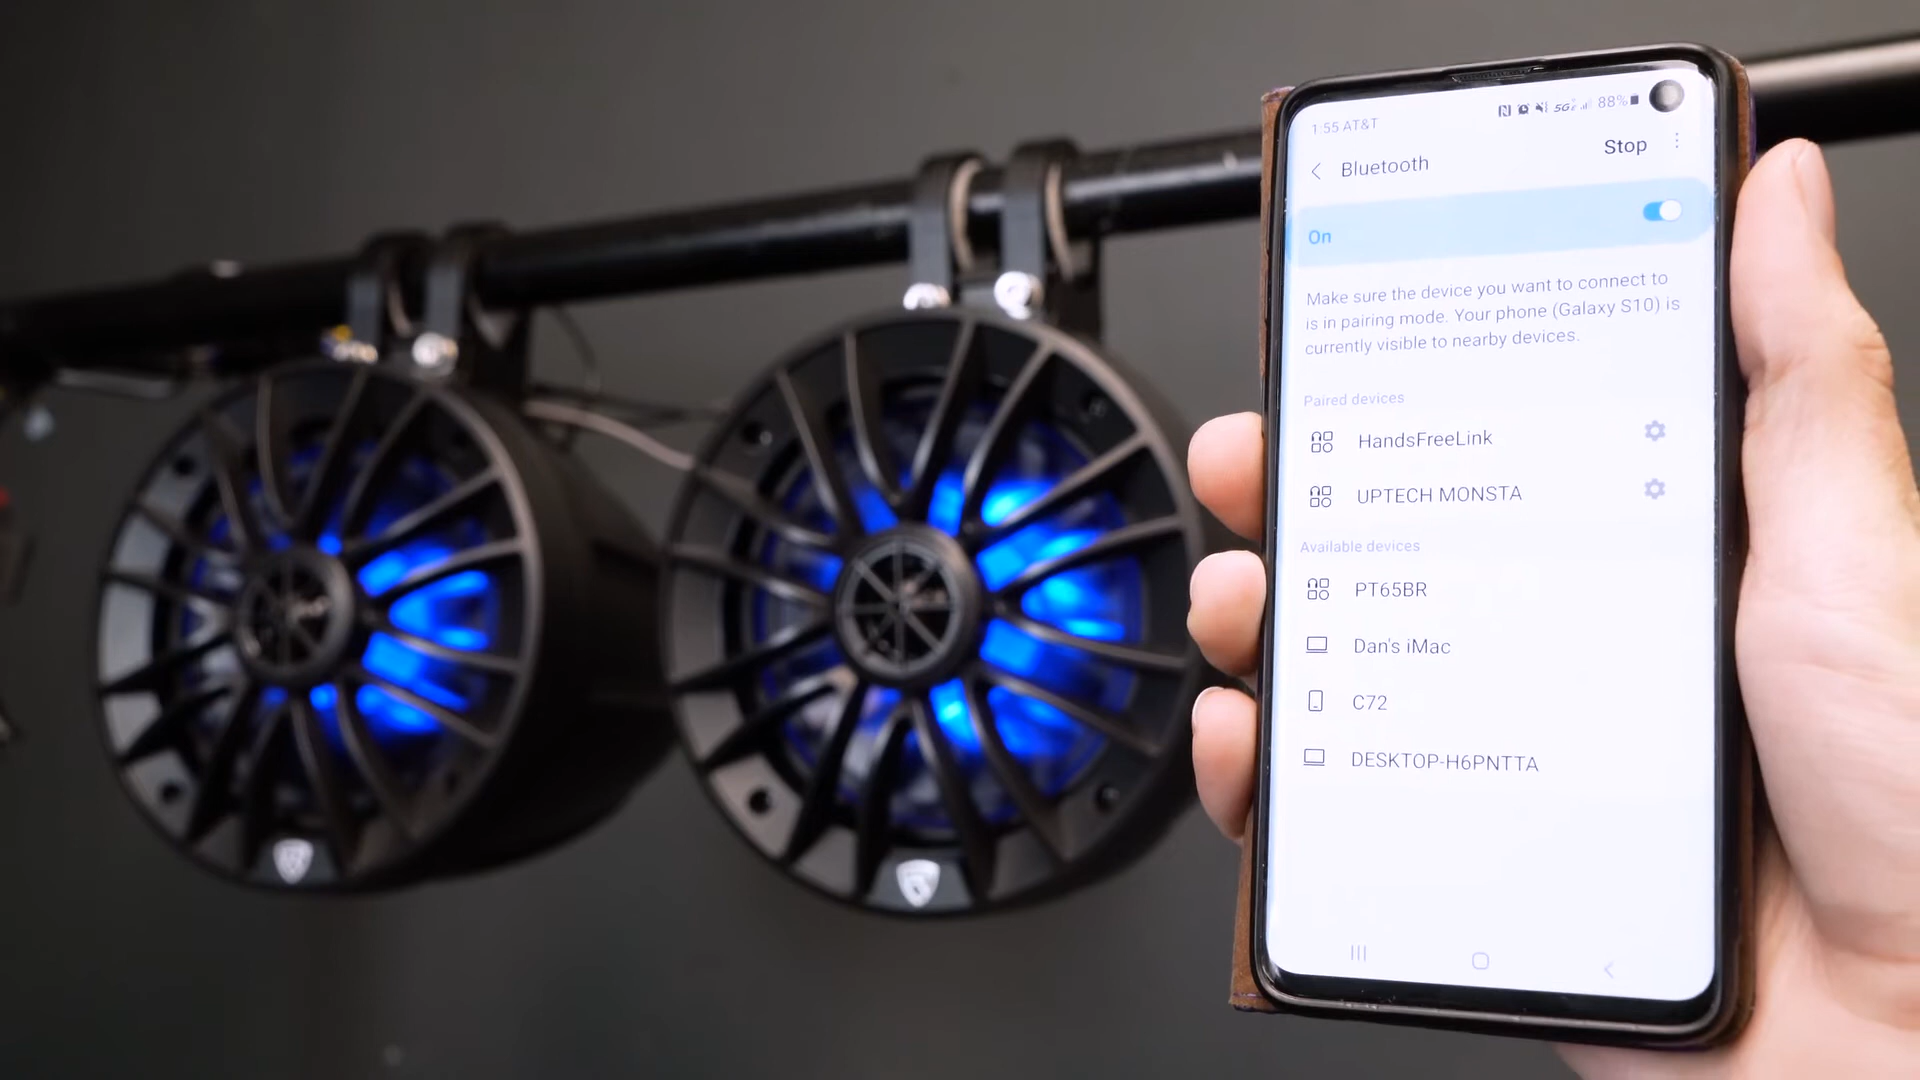 1:55 AT&T
5GE 88%
Bluetooth
Stop
On
Make sure the device you want to connect to
is in pairing mode. Your phone (Galaxy S10) is
currently visible to nearby devices.
Paired devices
HandsFreeLink
UPTECH MONSTA
Available devices
PT65BR
Dan's iMac
C72
DESKTOP-H6PNTTA